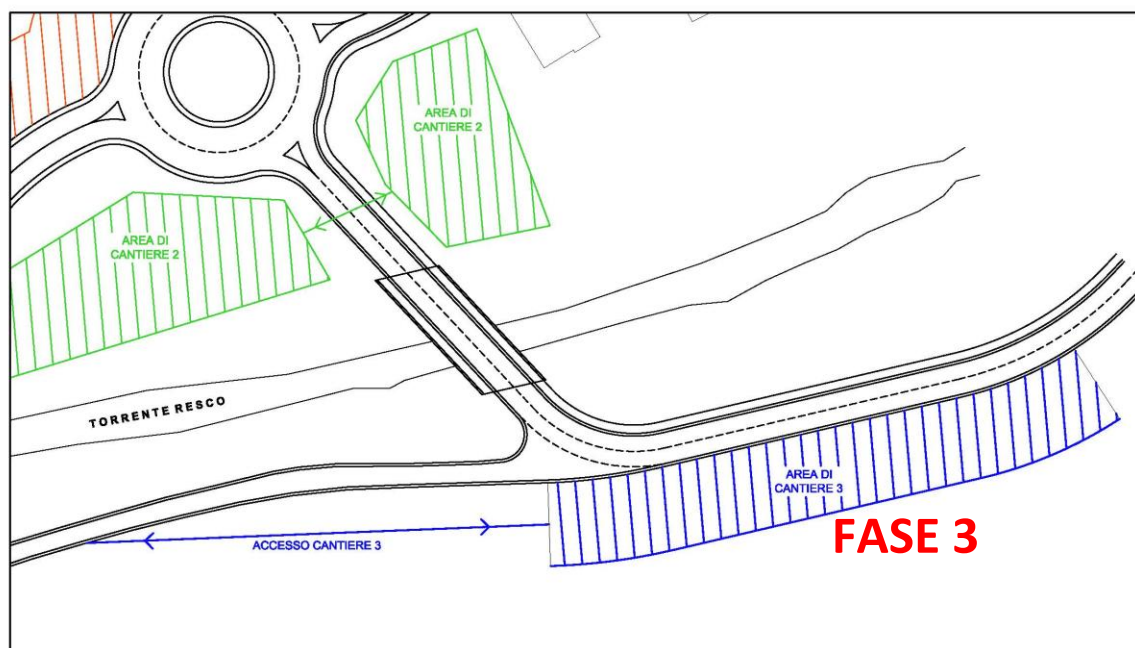 AREA DI
CANTIERE 2
AREA DI
CANTIERE 2
TORRENTE RESCO
AREA DI
CANTIERE 3
FASE 3
ACCESSO CANTIERE 3